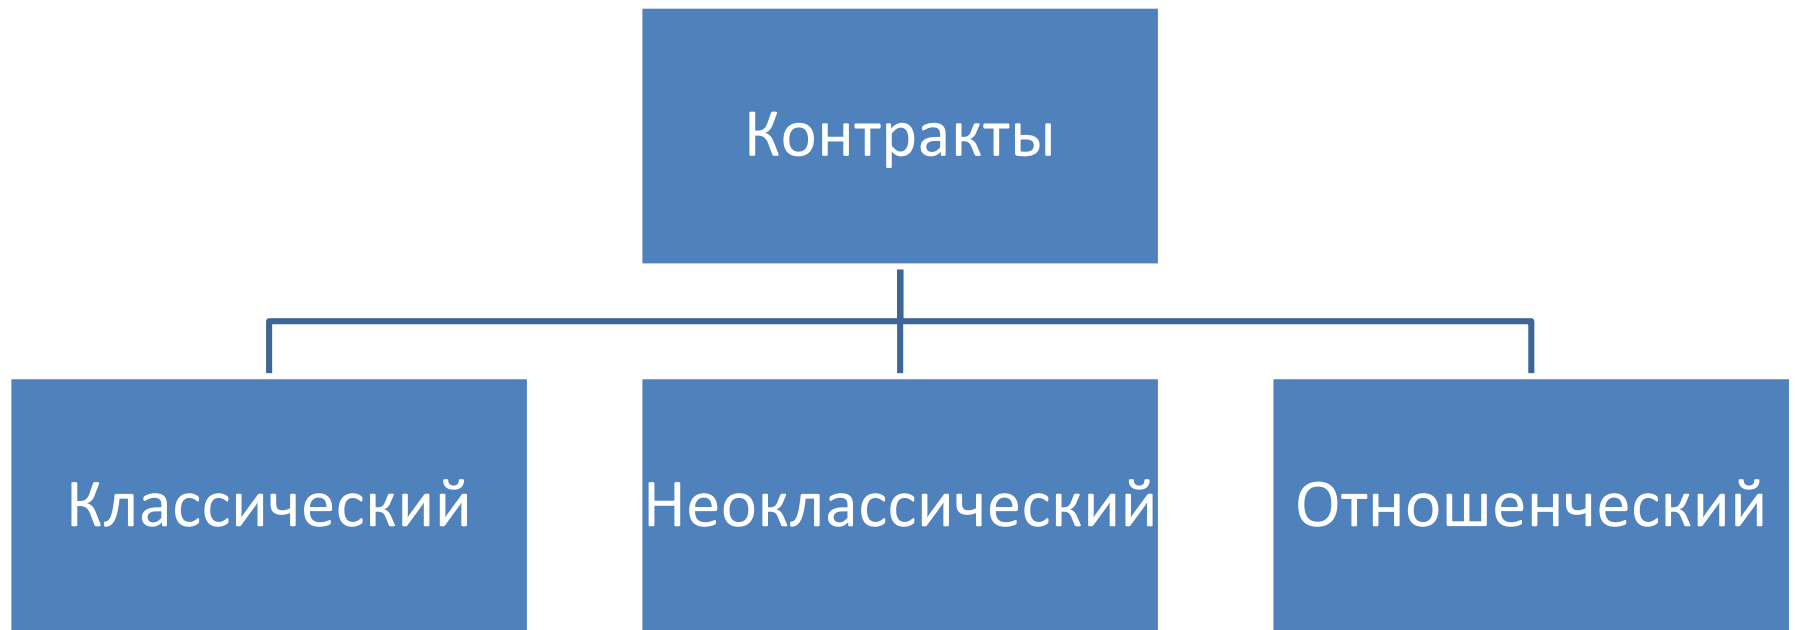 Контракты
Классический
Неоклассический
Отношенческий